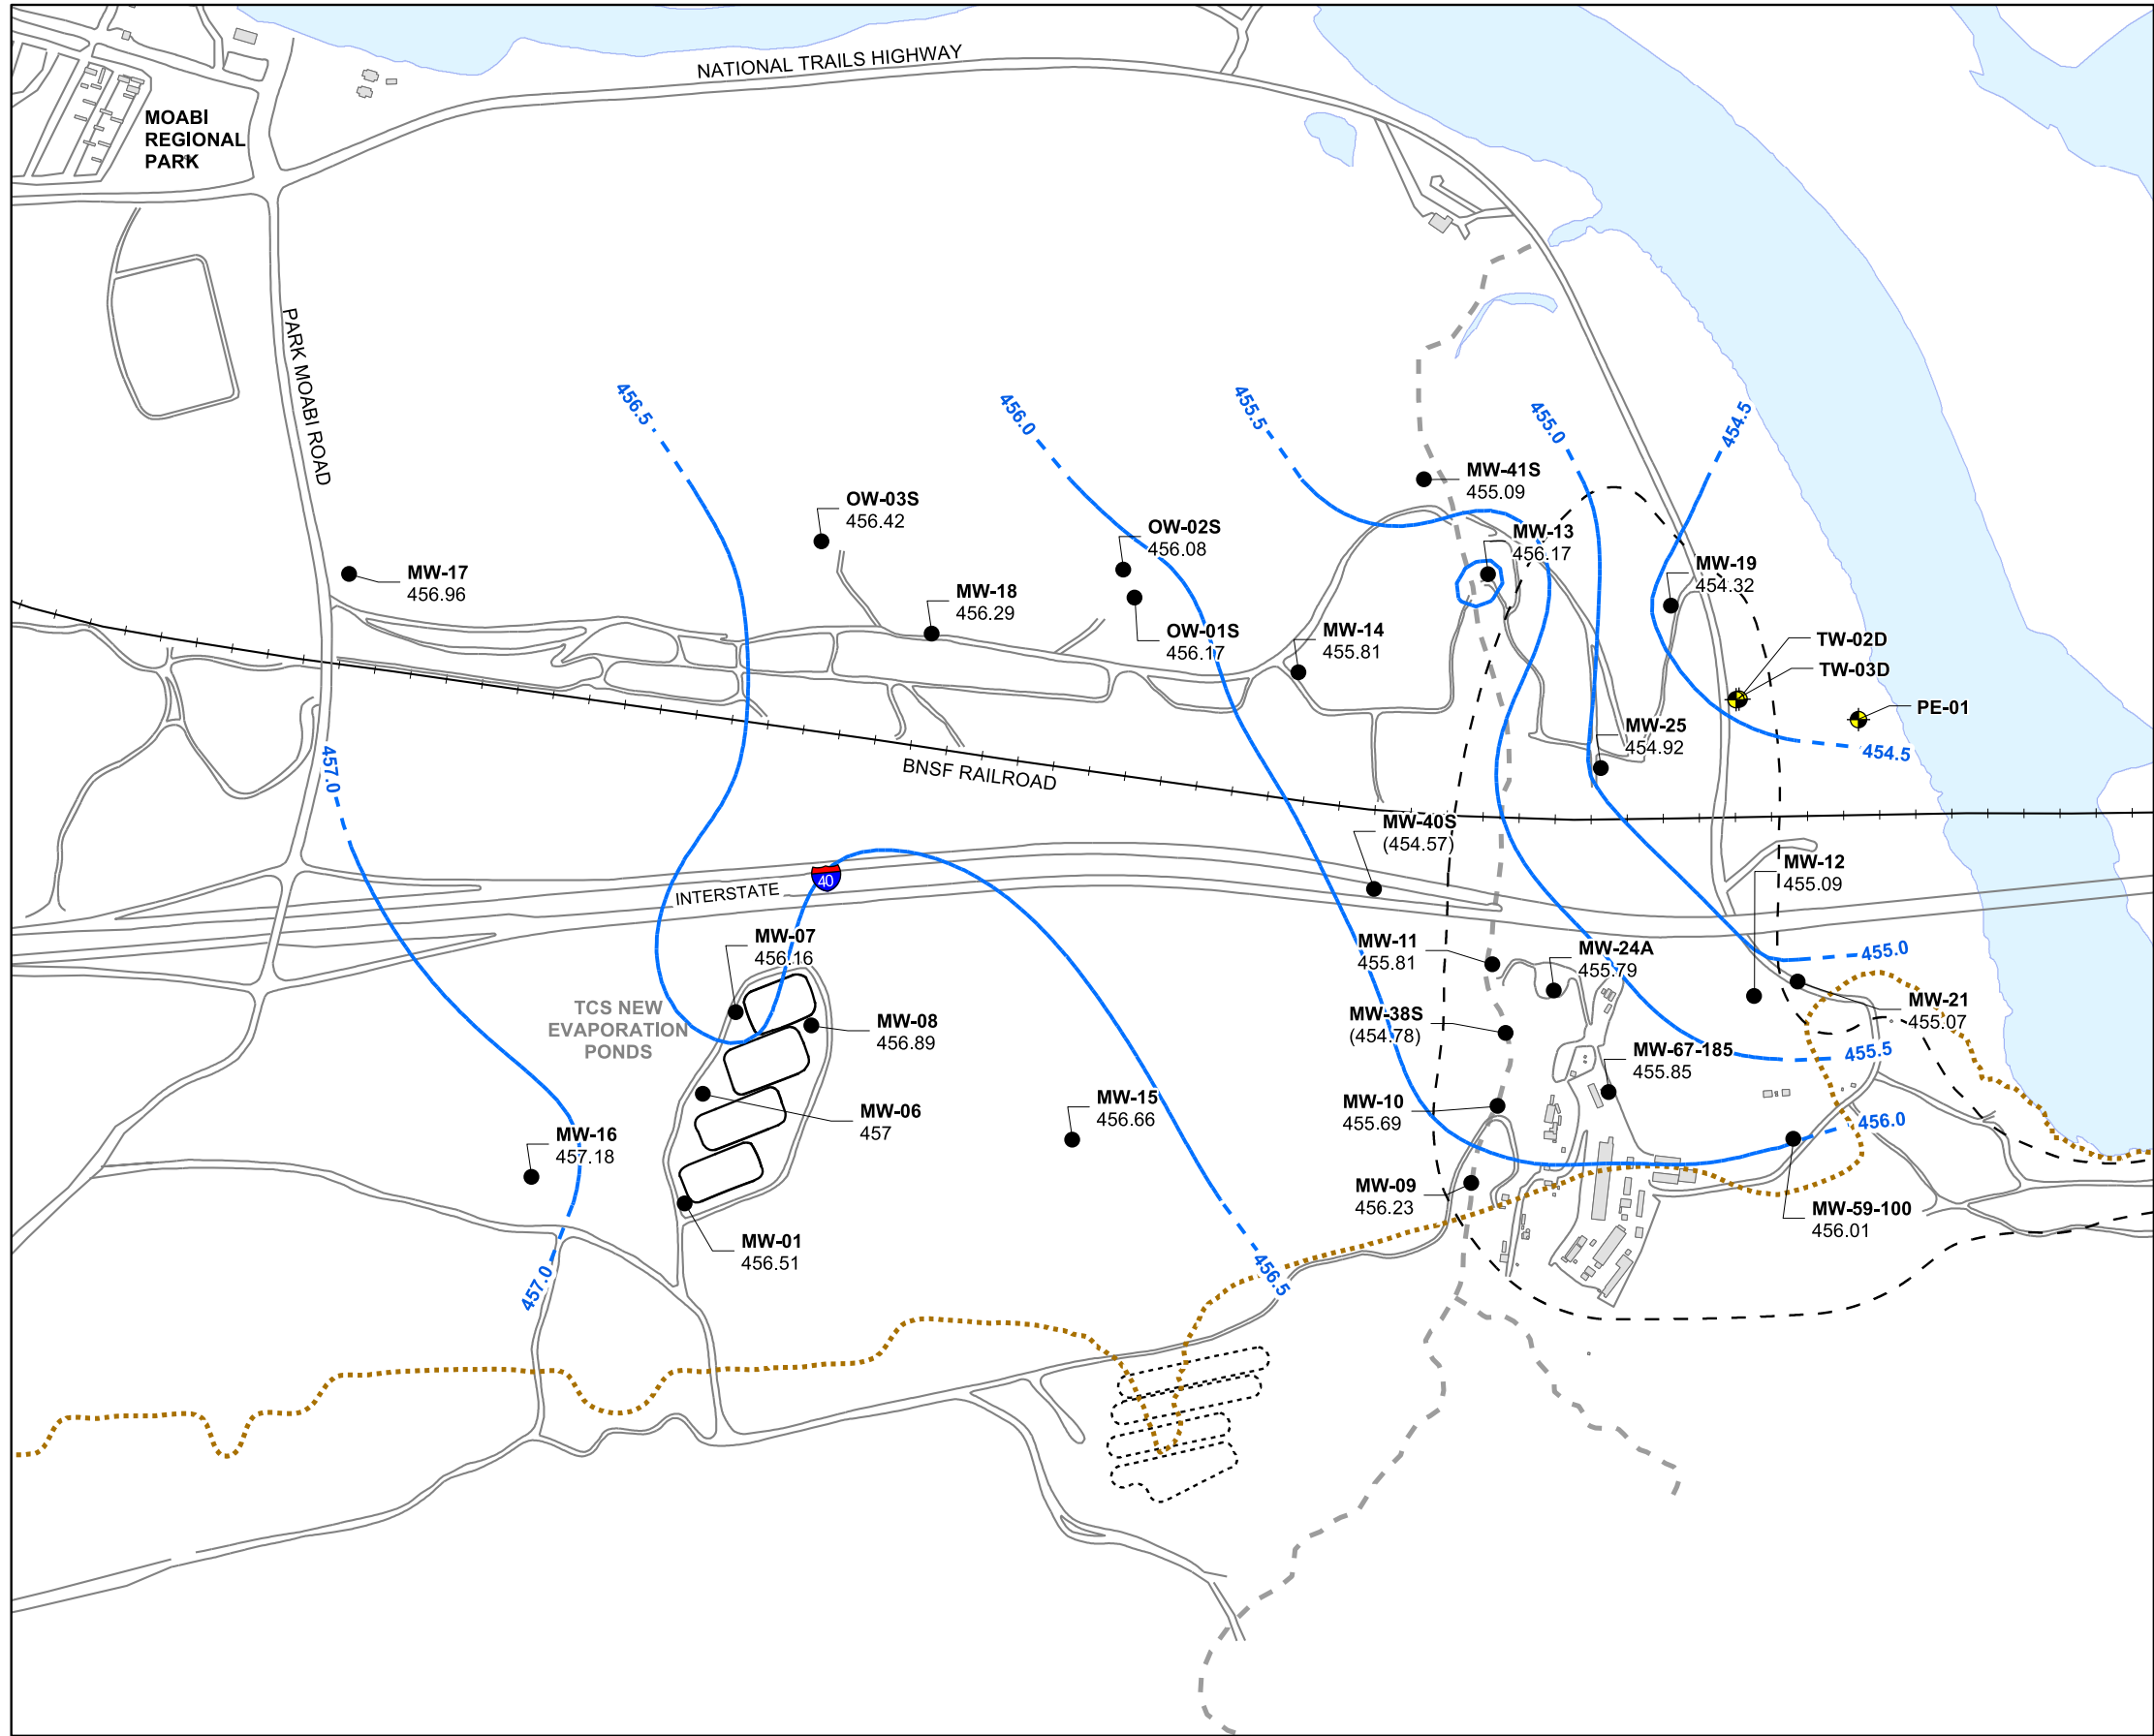 NATIONAL TRAILS HIGHWAY
MOABI
REGIONAL
PARK
PARK MOABI ROAD
456.5
456.0
455.5
455.0
454.5
MW-41S
455.09
OW-03S
456.42
OW-02S
456.08
MW-13
456.17
MW-17
456.96
MW-18
456.29
OW-01S
456.17
MW-14
455.81
MW-19
454.32
TW-02D
TW-03D
PE-01
MW-25
454.92
454.5
457.0
BNSF RAILROAD
MW-40S
(454.57)
MW-12
455.09
INTERSTATE
40
MW-07
456.16
MW-11
455.81
MW-24A
455.79
455.0
TCS NEW
EVAPORATION
PONDS
MW-08
456.89
MW-38S
(454.78)
MW-21
455.07
MW-67-185
455.85
455.5
MW-06
457
MW-15
456.66
MW-10
455.69
456.0
MW-16
457.18
MW-09
456.23
MW-59-100
456.01
MW-01
456.51
457.0
456.5